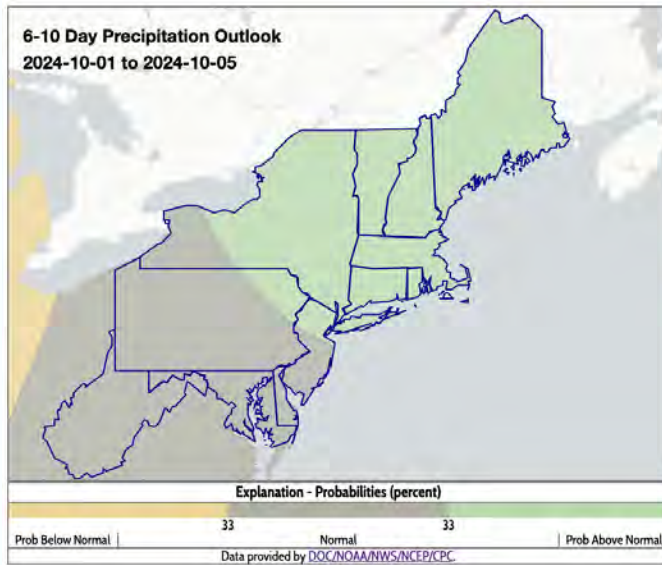 6-10 Day Precipitation Outlook
2024-10-01 to 2024-10-05
Explanation - Probabilities (percent)
33 33
Prob Below Normal Normal Prob Above Normal
Data provided by DOC/NOAA/NWS/NCEP/CPC.